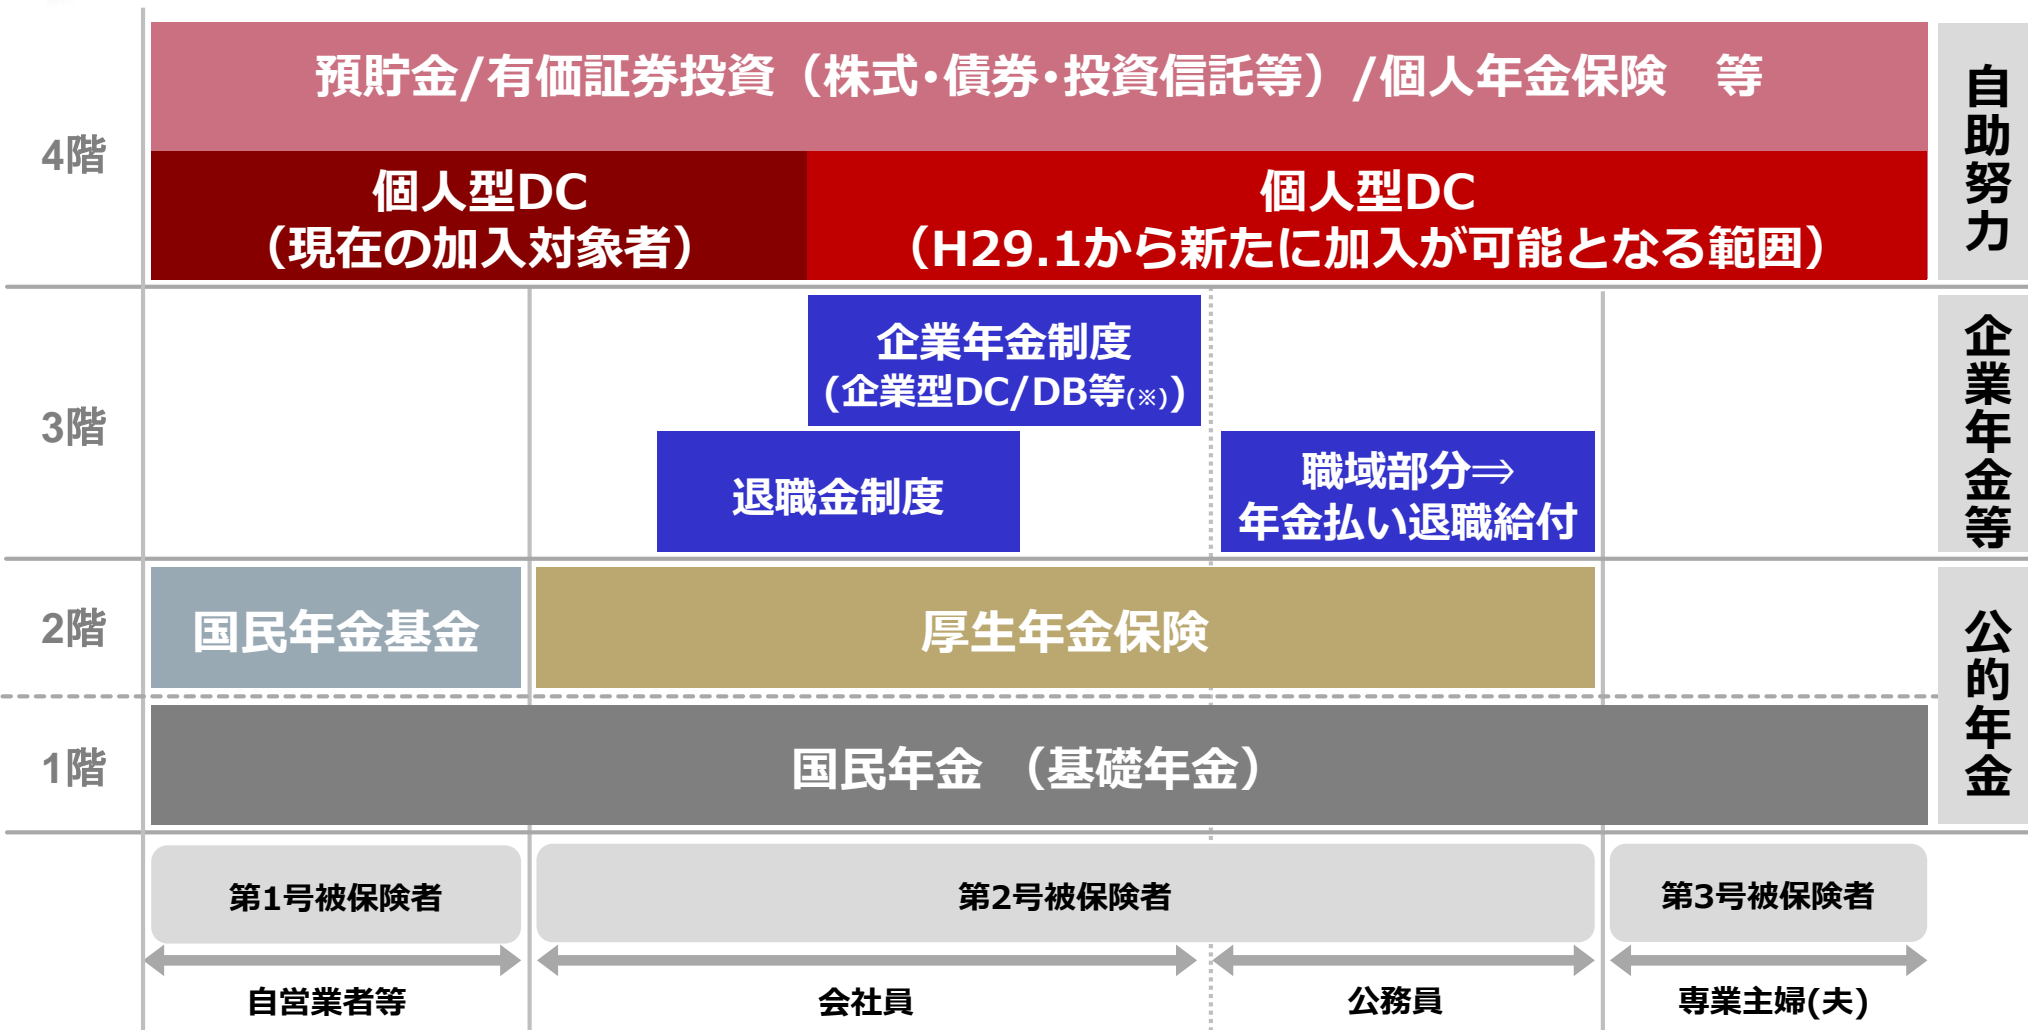 預貯金/有価証券投資（株式・債券・投資信託等）/個人年金保険　等
4階
個人型DC
（現在の加入対象者）
個人型DC
（H29.1から新たに加入が可能となる範囲）
自助努力
3階
企業年金制度
(企業型DC/DB等(※))
退職金制度
職域部分⇒
年金払い退職給付
企業年金等
2階
国民年金基金
厚生年金保険
1階
国民年金　（基礎年金）
公的年金
第1号被保険者
第2号被保険者
第3号被保険者
自営業者等
会社員
公務員
専業主婦(夫)